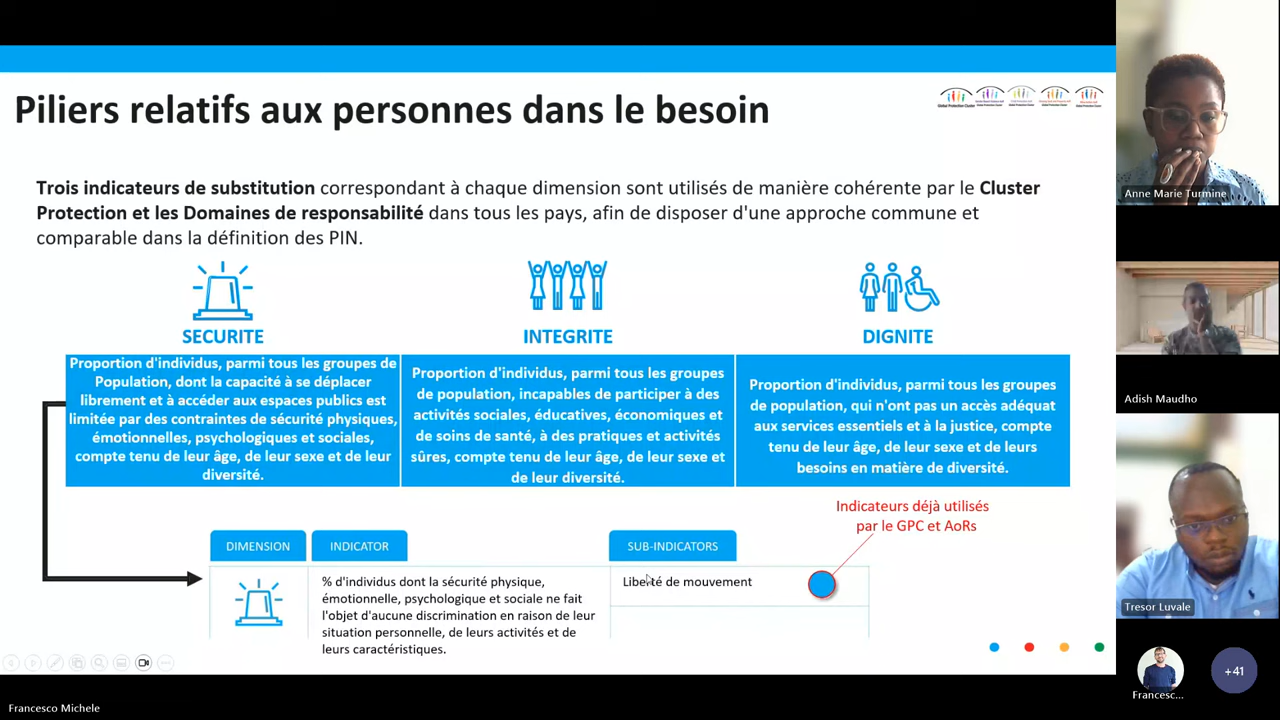 Piliers relatifs aux personnes dans le besoin
Trois indicateurs de substitution correspondant à chaque dimension sont utilisés de manière cohérente par le Cluster
Protection et les Domaines de responsabilité dans tous les pays, afin de disposer d'une approche commune et
comparable dans la définition des PIN.
SECURITE
Proportion d'individus, parmi tous les groupes de
Population, dont la capacité à se déplacer
librement et à accéder aux espaces publics est
limitée par des contraintes de sécurité physiques,
émotionnelles, psychologiques et sociales,
compte tenu de leur âge, de leur sexe et de leur
diversité.
INTEGRITE
Proportion d'individus, parmi tous les groupes
de population, incapables de participer à des
activités sociales, éducatives, économiques et
de soins de santé, à des pratiques et activités
sûres, compte tenu de leur âge, de leur sexe et
de leur diversité.
DIGNITE
Proportion d'individus, parmi tous les groupes
de population, qui n'ont pas un accès adéquat
aux services essentiels et à la justice, compte
tenu de leur âge, de leur sexe et de leurs
besoins en matière de diversité.
Indicateurs déjà utilisés
par le GPC et AoRs
DIMENSION
INDICATOR
SUB-INDICATORS
% d'individus dont la sécurité physique,
émotionnelle, psychologique et sociale ne fait
l'objet d'aucune discrimination en raison de leur
situation personnelle, de leurs activités et de
leurs caractéristiques.
Liberté de mouvement
Anne Marie Turmine
Adish Maudho
Tresor Luvale
Francesc...
+41
Francesco Michele